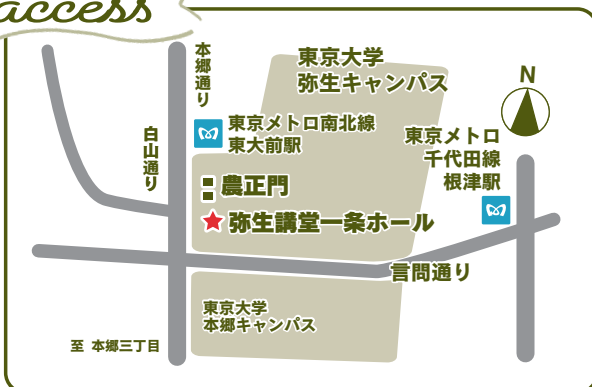 access
本郷通り
東京大学
弥生キャンパス
N
東京メトロ南北線
東大前駅
白山通り
東京メトロ
千代田線
根津駅
農正門
弥生講堂一条ホール
言問通り
東京大学
本郷キャンパス
至 本郷三丁目